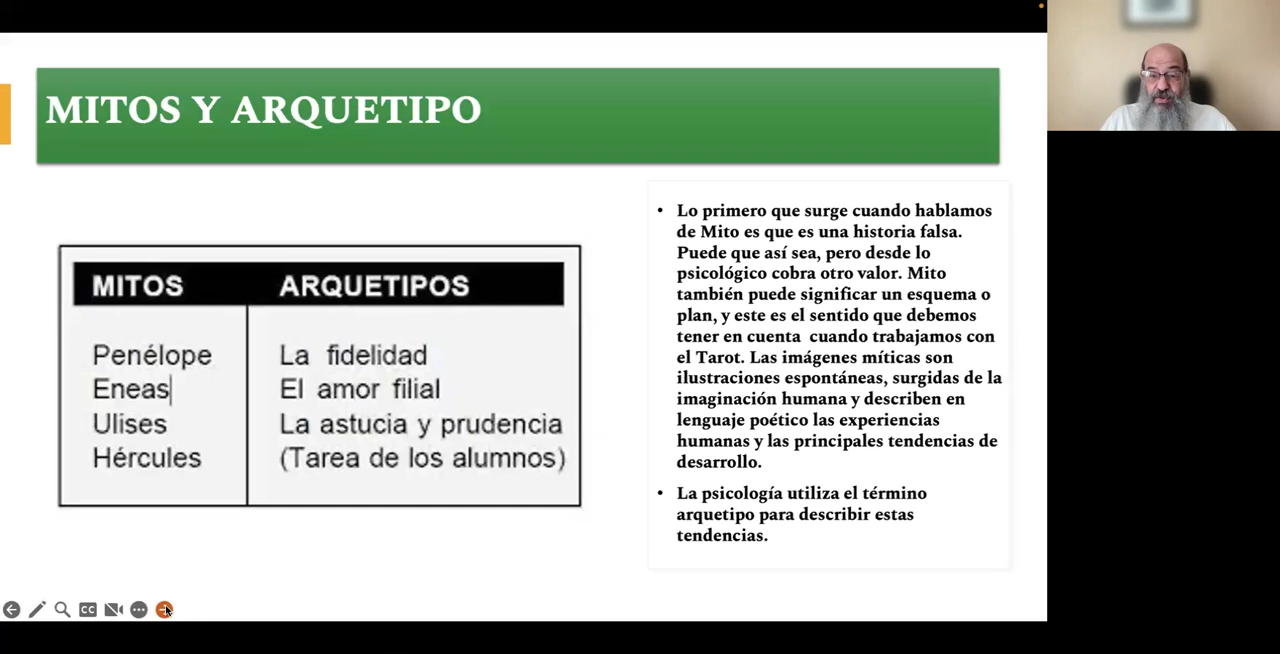 MITOS Y ARQUETIPO
MITOS ARQUETIPOS
Penélope La fidelidad
Eneas El amor filial
Ulises La astucia y prudencia
Hércules (Tarea de los alumnos)
• Lo primero que surge cuando hablamos
de Mito es que es una historia falsa.
Puede que así sea, pero desde lo
psicológico cobra otro valor. Mito
también puede significar un esquema o
plan, y este es el sentido que debemos
tener en cuenta cuando trabajamos con
el Tarot. Las imágenes míticas son
ilustraciones espontáneas, surgidas de la
imaginación humana y describen en
lenguaje poético las experiencias
humanas y las principales tendencias de
desarrollo.
• La psicología utiliza el término
arquetipo para describir estas
tendencias.
CC